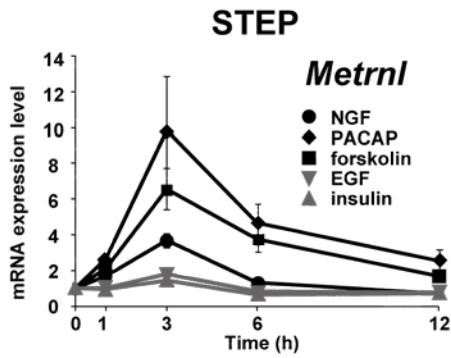 STEP
Metrnl
NGF
PACAP
forskolin
EGF
insulin
mRNA expression level
14
12
10
8
6
4
2
0
0 1 3 6 12
Time (h)